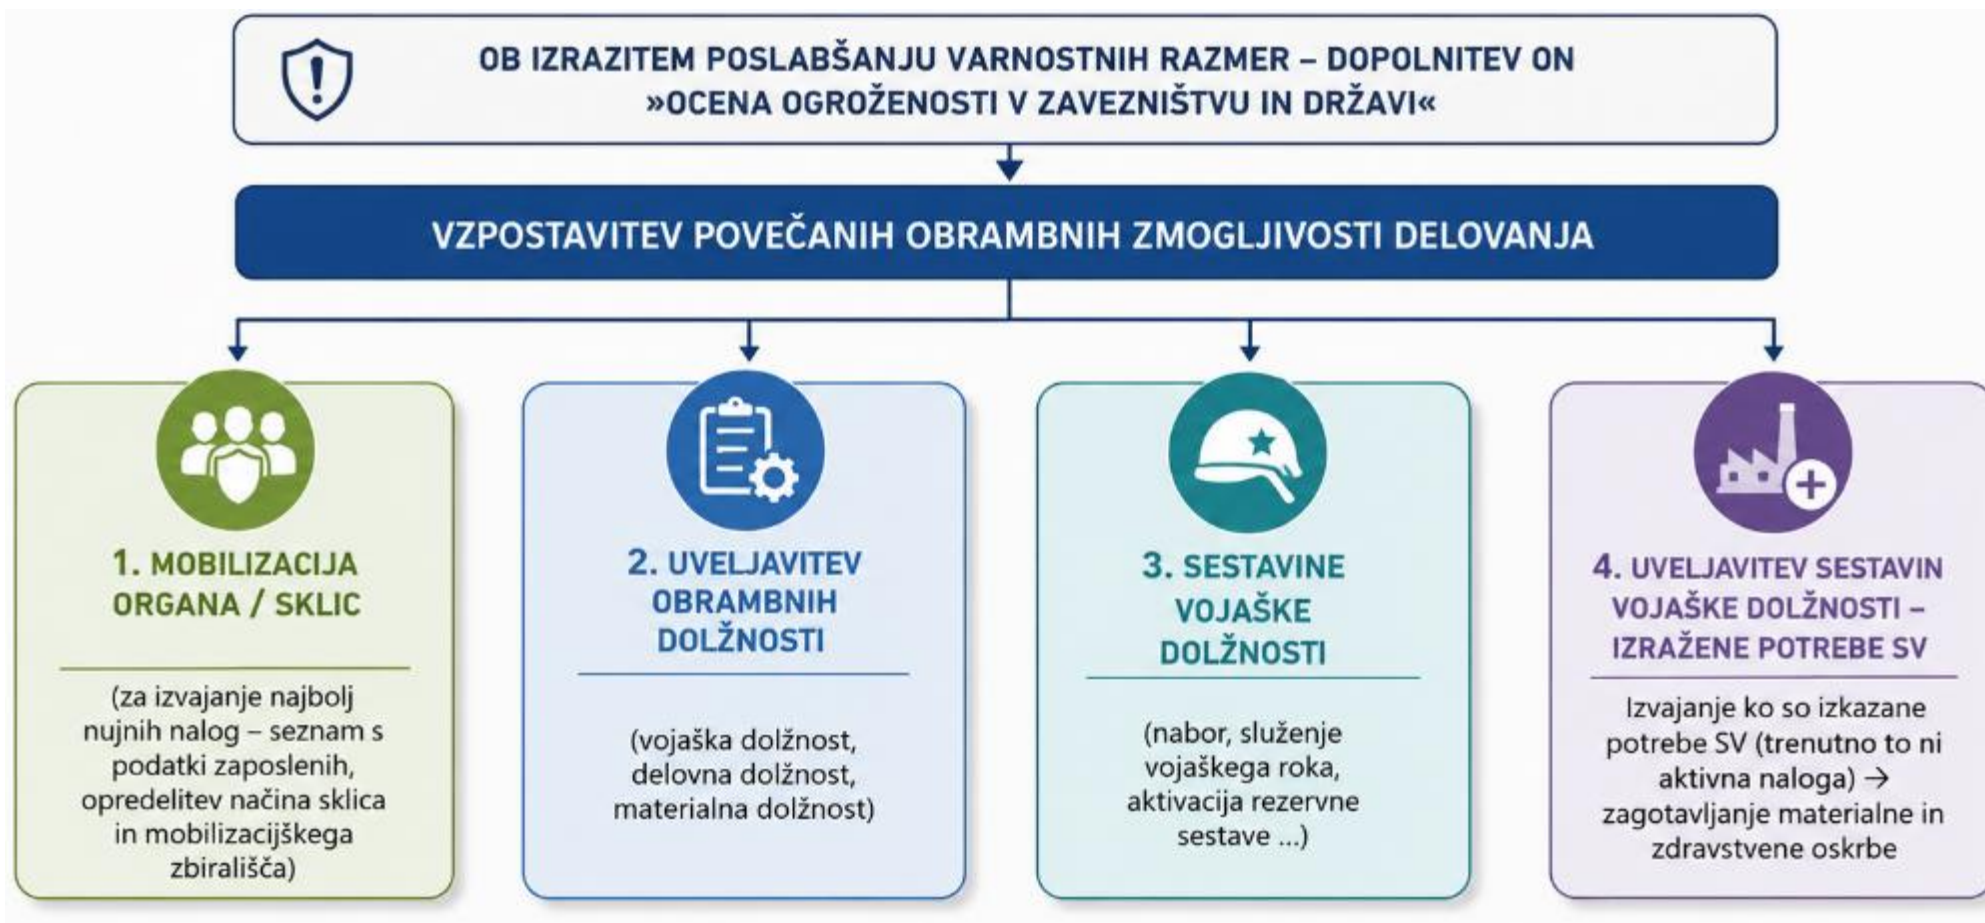 OB IZRAZITEM POSLABŠANJU VARNOSTNIH RAZMER – DOPOLNITEV ON
»OCENA OGROŽENOSTI V ZAVEZNIŠTVU IN DRŽAVI«
VZPOSTAVITEV POVEČANIH OBRAMBNIH ZMOGLJIVOSTI DELOVANJA
1. MOBILIZACIJA
ORGANA / SKLIC
(za izvajanje najbolj
nujnih nalog – seznam s
podatki zaposlenih,
opredelitev načina sklica
in mobilizacijškega
zbirališča)
2. UVELJAVITEV
OBRAMBNIH
DOLŽNOSTI
(vojaška dolžnost,
delovna dolžnost,
materialna dolžnost)
3. SESTAVINE
VOJAŠKE
DOLŽNOSTI
(nabor, služenje
vojaškega roka,
aktivacija rezervne
sestave ...)
4. UVELJAVITEV SESTAVIN
VOJAŠKE DOLŽNOSTI –
IZRAŽENE POTREBE SV
Izvajanje ko so izkazane
potrebe SV (trenutno to ni
aktivna naloga) →
zagotavljanje materialne in
zdravstvene oskrbe